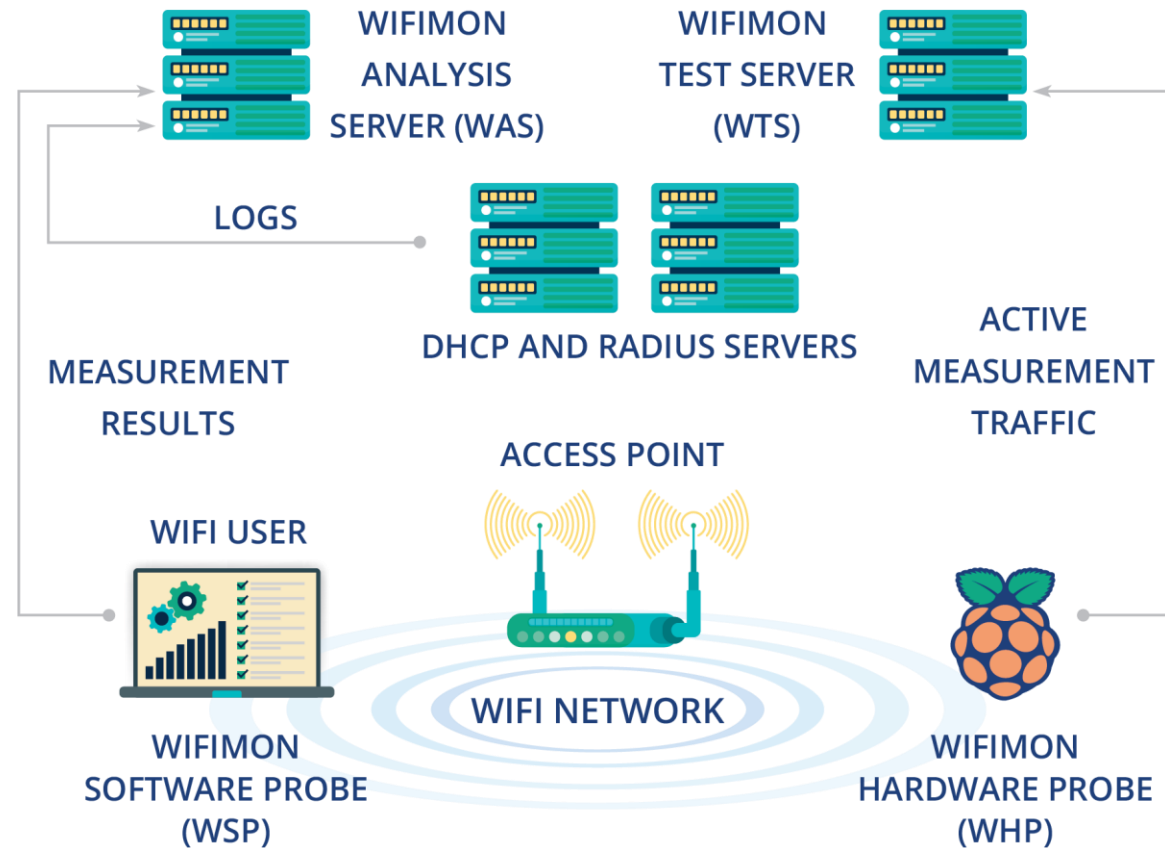 WIFIMON
ANALYSIS
SERVER (WAS)
WIFIMON
TEST SERVER
(WTS)
LOGS
DHCP AND RADIUS SERVERS
MEASUREMENT
RESULTS
ACTIVE
MEASUREMENT
TRAFFIC
ACCESS POINT
WIFI USER
WIFI NETWORK
WIFIMON
SOFTWARE PROBE
(WSP)
WIFIMON
HARDWARE PROBE
(WHP)